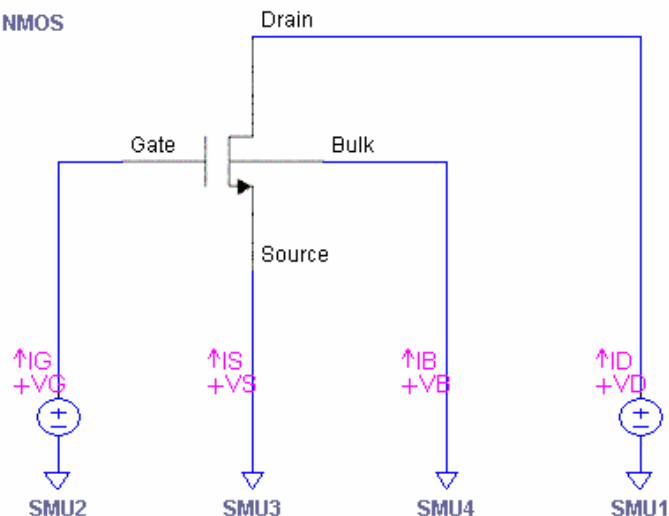 NMOS
Drain
Gate
Bulk
Source
↑IG
+VG
↑IS
+VS
↑IB
+VB
↑ID
+VD
SMU2
SMU3
SMU4
SMU1